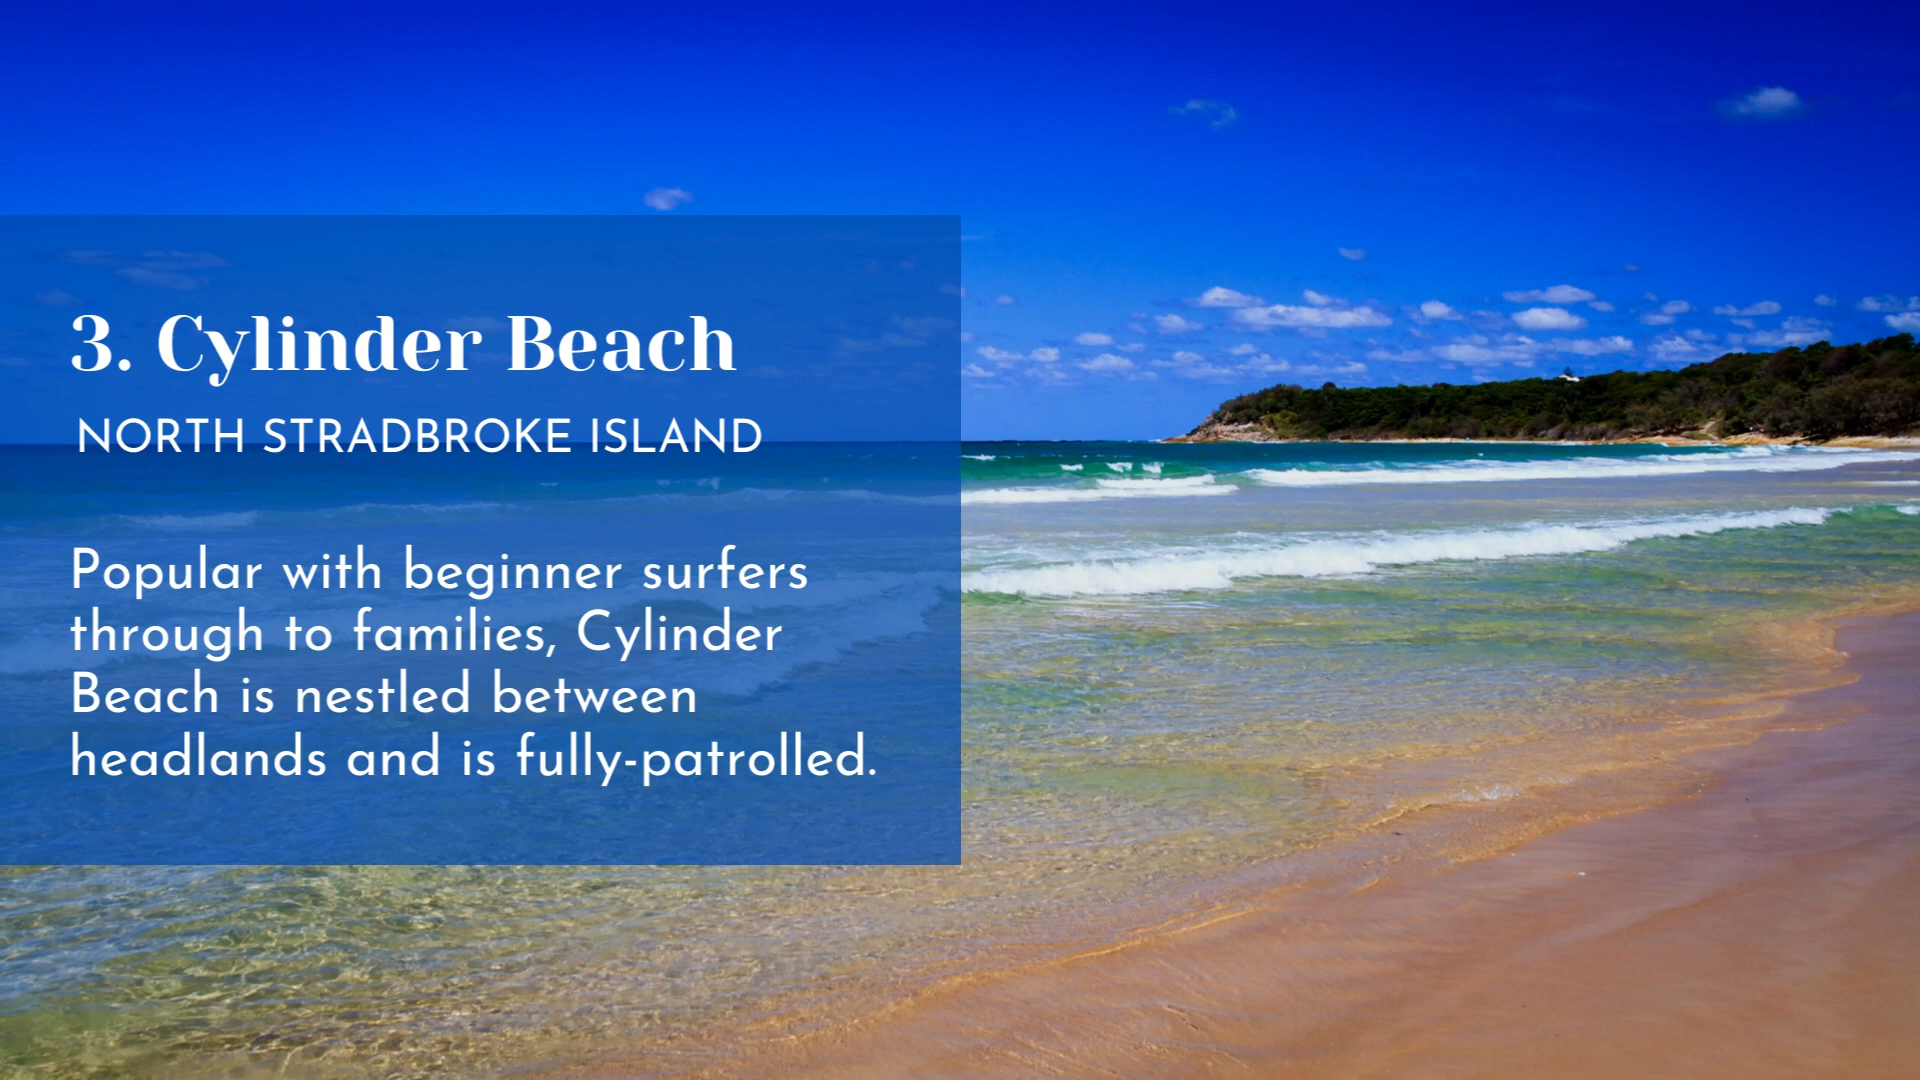 3. Cylinder Beach
NORTH STRADBROKE ISLAND
Popular with beginner surfers
through to families, Cylinder
Beach is nestled between
headlands and is fully-patrolled.